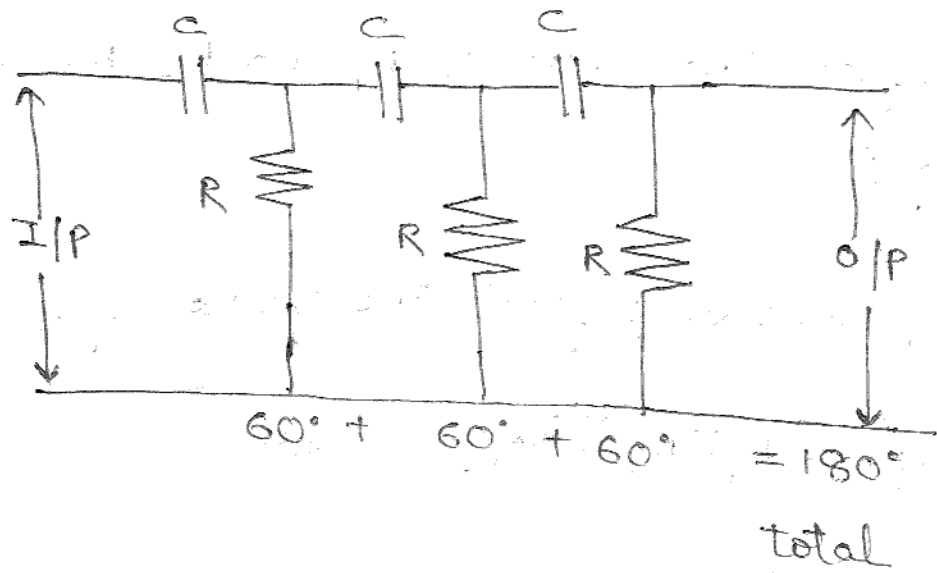 C C C
R
I/P R R O/P
60° + 60° + 60° = 180°
total